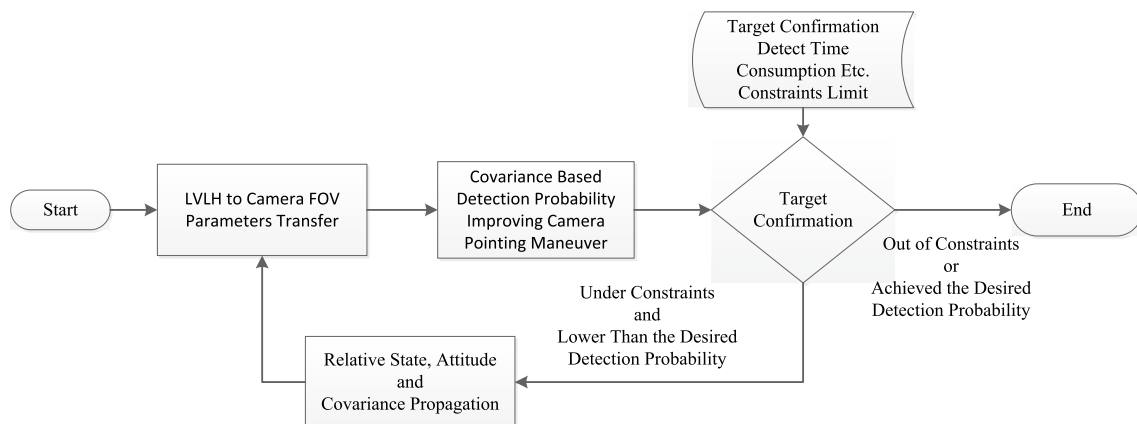 Target Confirmation
Detect Time
Consumption Etc.
Constraints Limit
Start
LVLH to Camera FOV
Parameters Transfer
Covariance Based
Detection Probability
Improving Camera
Pointing Maneuver
Target
Confirmation
End
Out of Constraints
or
Achieved the Desired
Detection Probability
Under Constraints
and
Lower Than the Desired
Detection Probability
Relative State, Attitude
and
Covariance Propagation